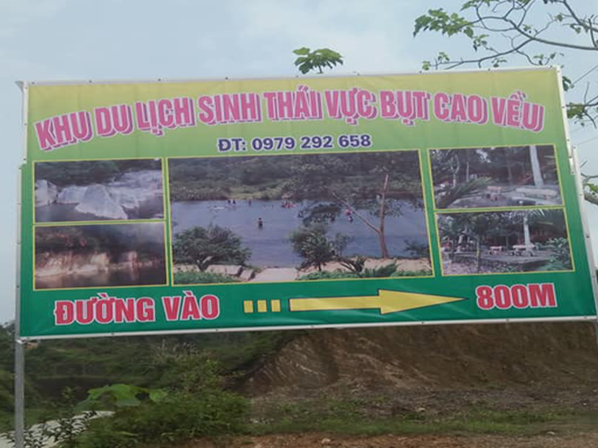 KHU DU LỊCH SINH THÁI VỰC BỤT CAO VỀU
ĐT: 0979 292 658
ĐƯỜNG VÀO 800M